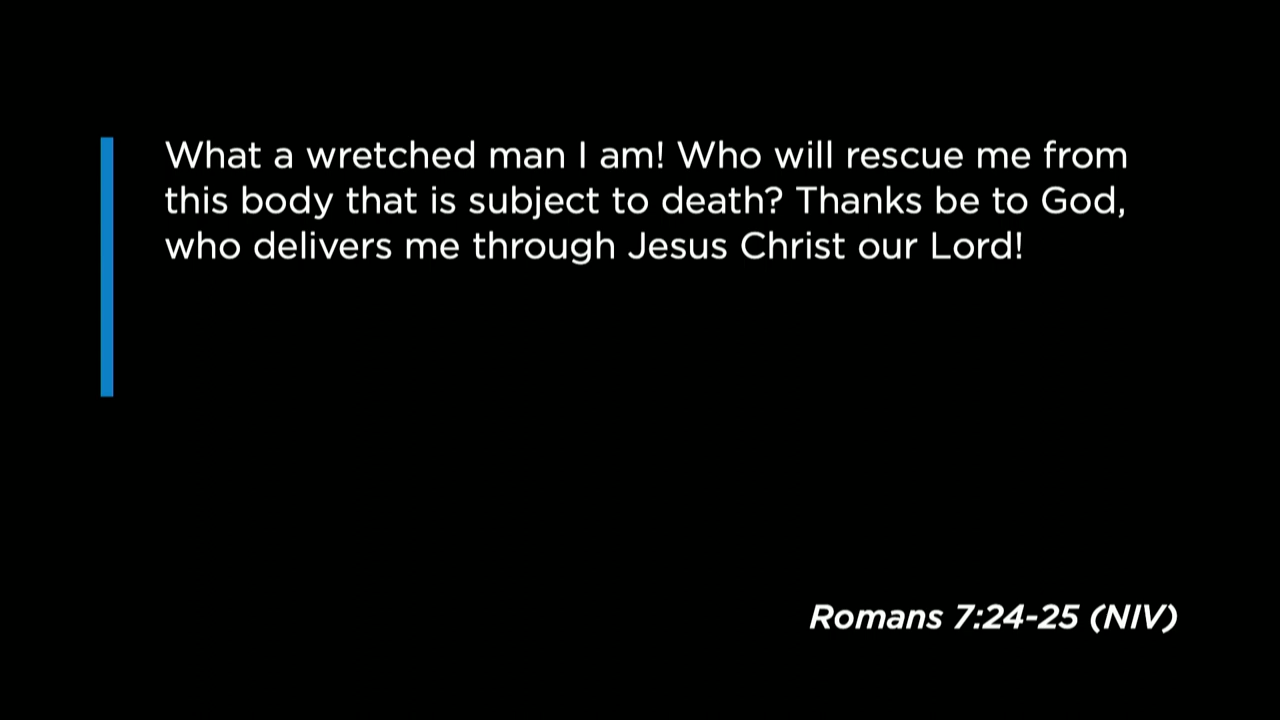 What a wretched man I am! Who will rescue me from
this body that is subject to death? Thanks be to God,
who delivers me through Jesus Christ our Lord!
Romans 7:24-25 (NIV)